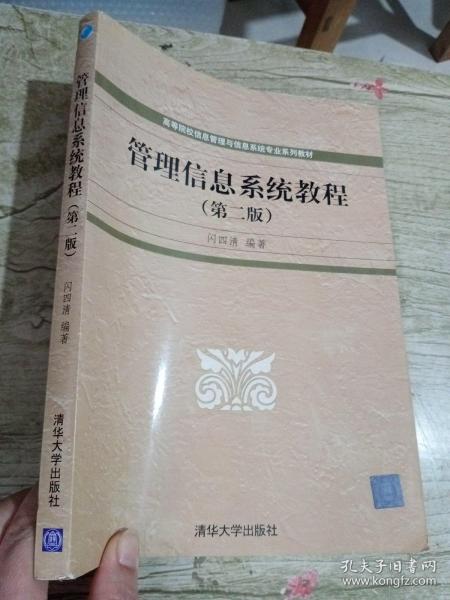 管理信息系统教程(第二版)
闪四清 编著
清华大学出版社
高等院校信息管理与信息系统专业系列教材
管理信息系统教程
(第二版)
闪四清 编著
清华大学出版社
孔夫子旧书网
www.kongfz.com